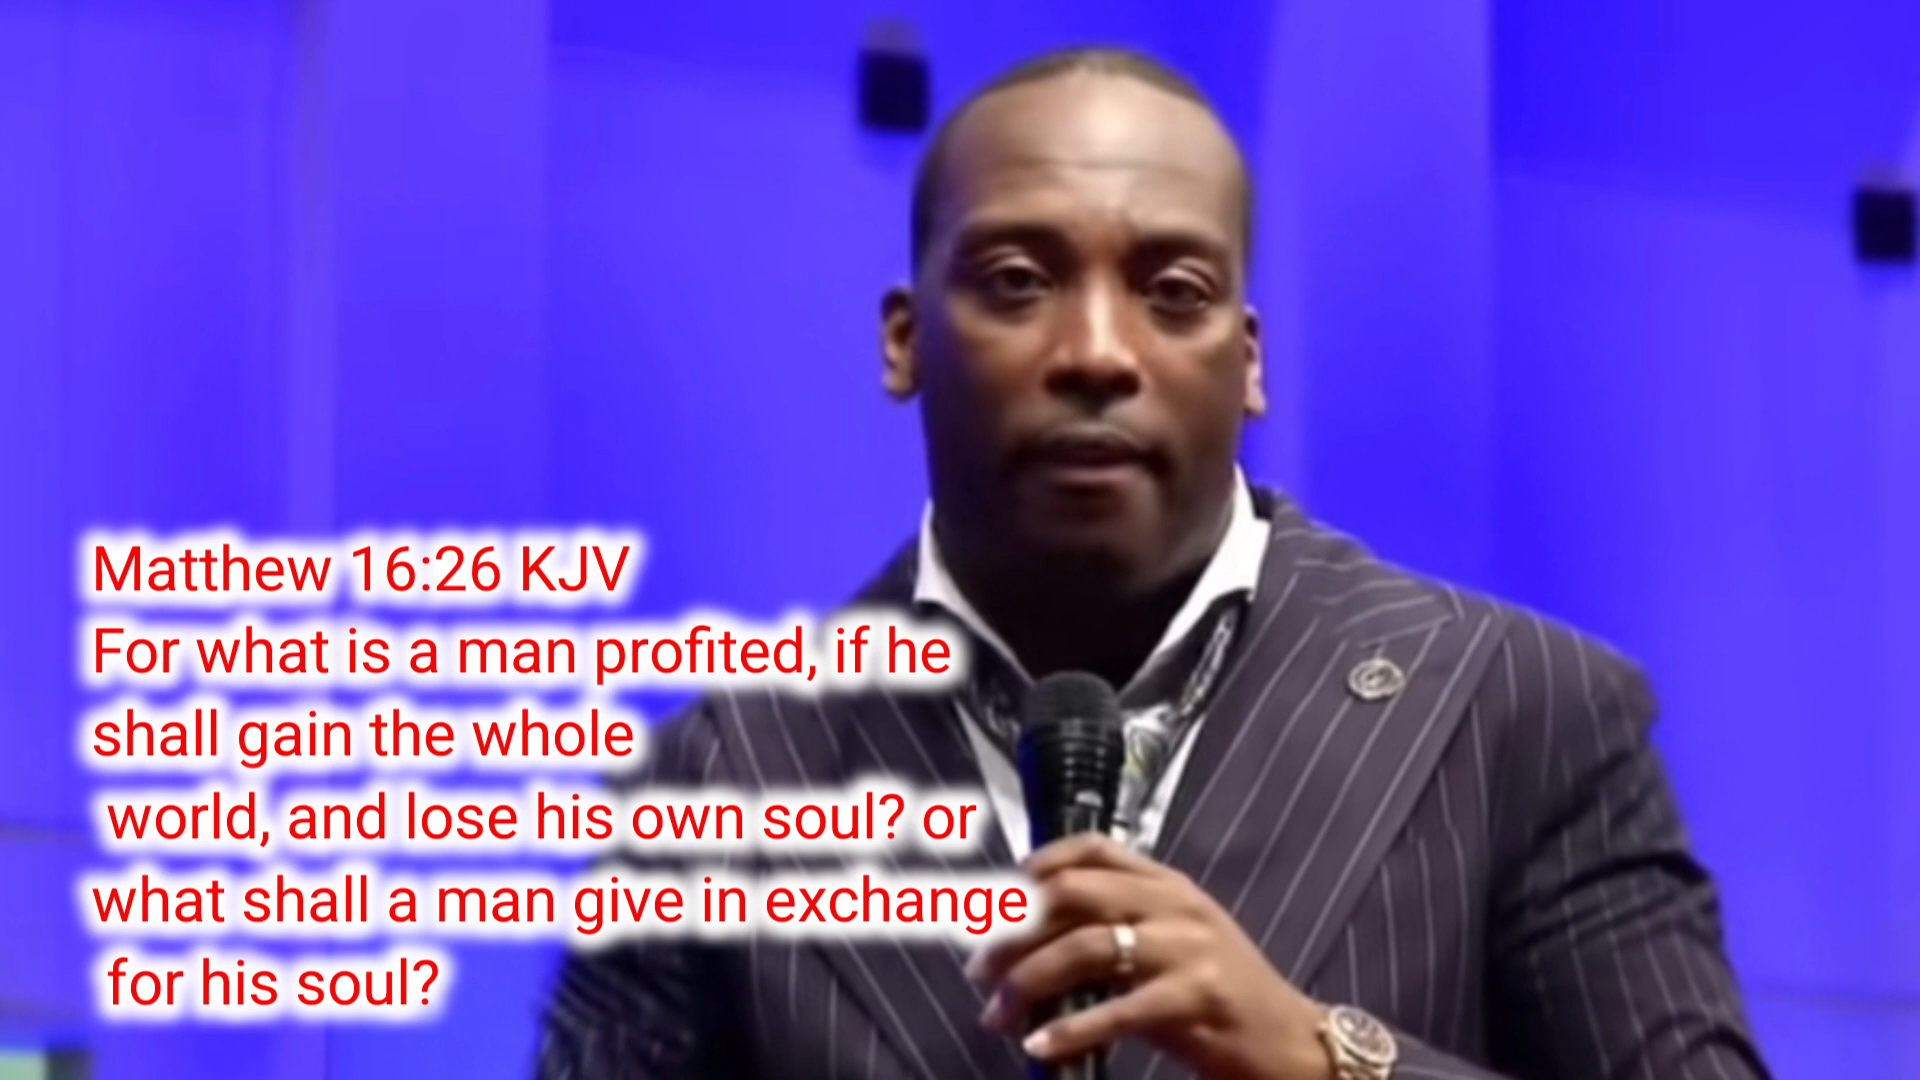 Matthew 16:26 KJV
For what is a man profited, if he
shall gain the whole
world, and lose his own soul? or
what shall a man give in exchange
for his soul?